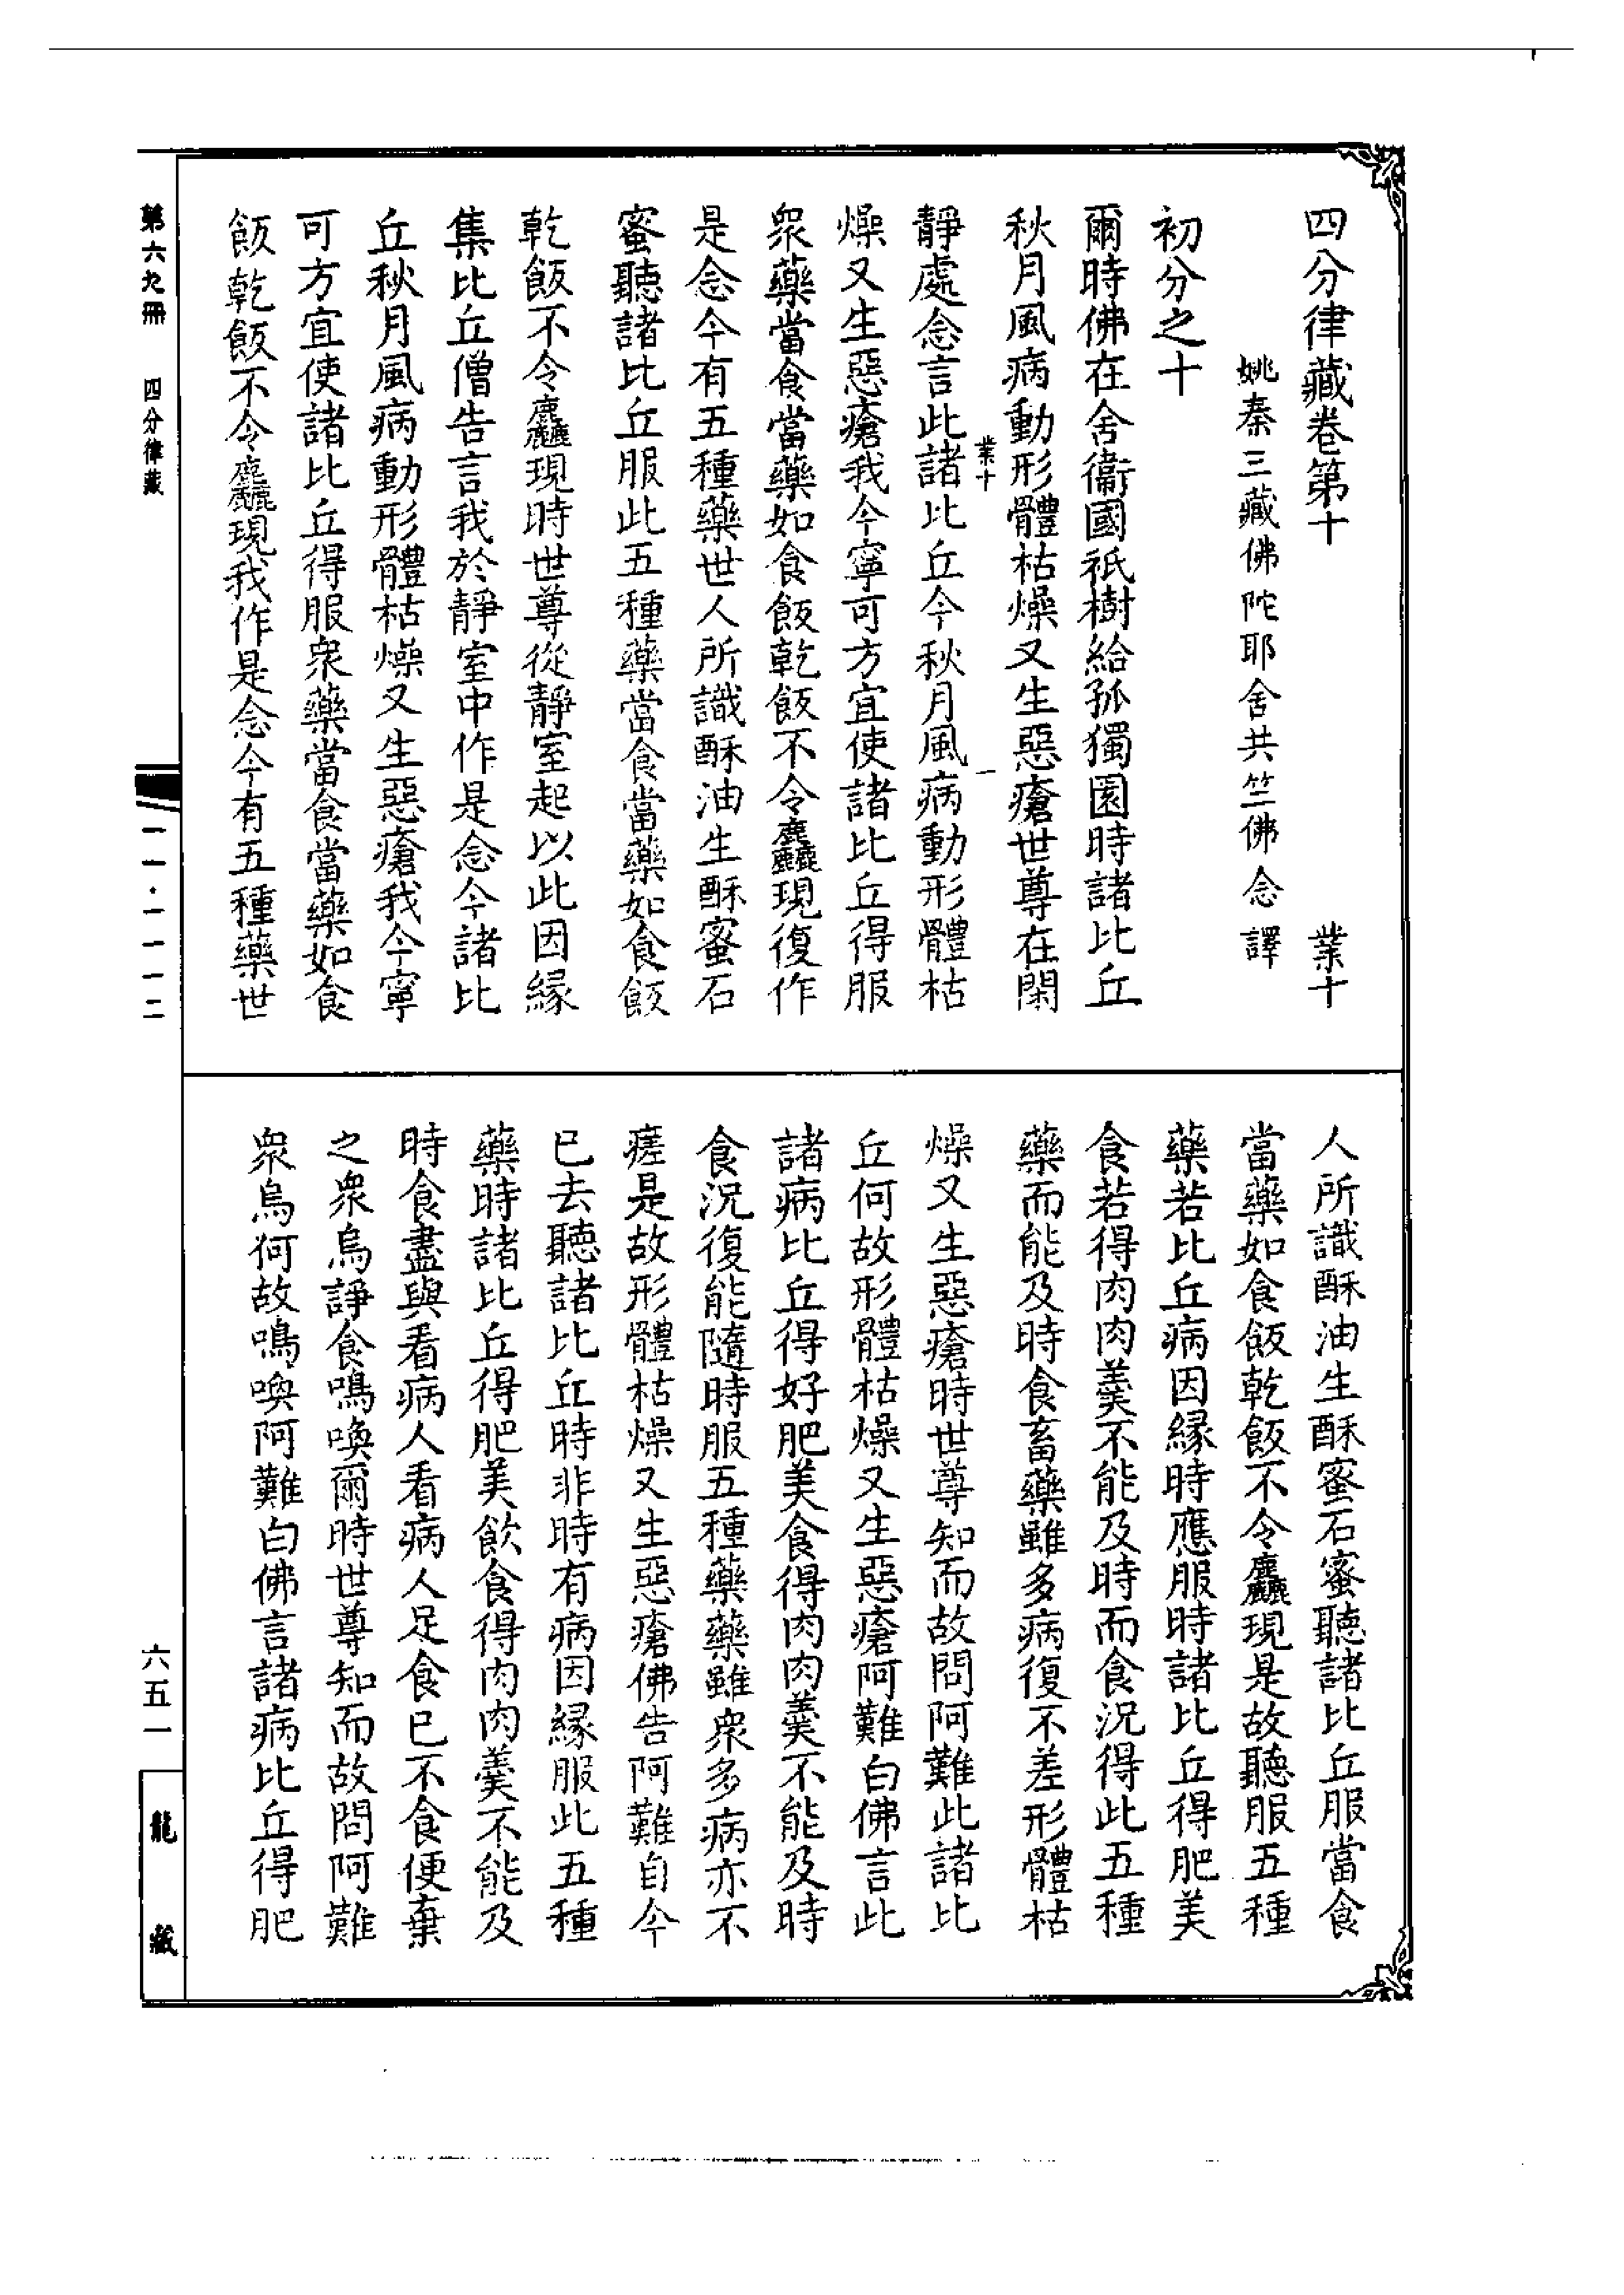 四分律藏卷第十 業十
姚秦三藏佛陀耶舍共竺佛念譯
初分之十
爾時佛在舍衞國祇樹給孤獨園時諸比丘
秋月風病動形體枯燥又生惡瘡世尊在閑
業十 一
靜處念言此諸比丘今秋月風病動形體枯
燥又生惡瘡我今寧可方宜使諸比丘得服
衆藥當食當藥如食飯乾飯不令麤現復作
是念今有五種藥世人所識酥油生酥蜜石
蜜聽諸比丘服此五種藥當食當藥如食飯
乾飯不令麤現時世尊從靜室起以此因緣
集比丘僧告言我於靜室中作是念今諸比
丘秋月風病動形體枯燥又生惡瘡我今寧
可方宜使諸比丘得服衆藥當食當藥如食
飯乾飯不令麤現我作是念今有五種藥世
人所識酥油生酥蜜石蜜聽諸比丘服當食
當藥如食飯乾飯不令麤現是故聽服五種
藥若比丘病因緣時應服時諸比丘得肥美
食若得肉肉羹不能及時而食況得此五種
藥而能及時食畜藥雖多病復不差形體枯
燥又生惡瘡時世尊知而故問阿難此諸比
丘何故形體枯燥又生惡瘡阿難白佛言此
諸病比丘得好肥美食得肉肉羹不能及時
食況復能隨時服五種藥藥雖衆多病亦不
瘥是故形體枯燥又生惡瘡佛告阿難自今
已去聽諸比丘時非時有病因緣服此五種
藥時諸比丘得肥美飲食得肉肉羹不能及
時食盡與看病人看病人足食已不食便棄
之衆烏諍食鳴喚爾時世尊知而故問阿難
衆烏何故鳴喚阿難白佛言諸病比丘得肥
第六九冊 四分律藏
一一·一一一二
六五一
龍藏